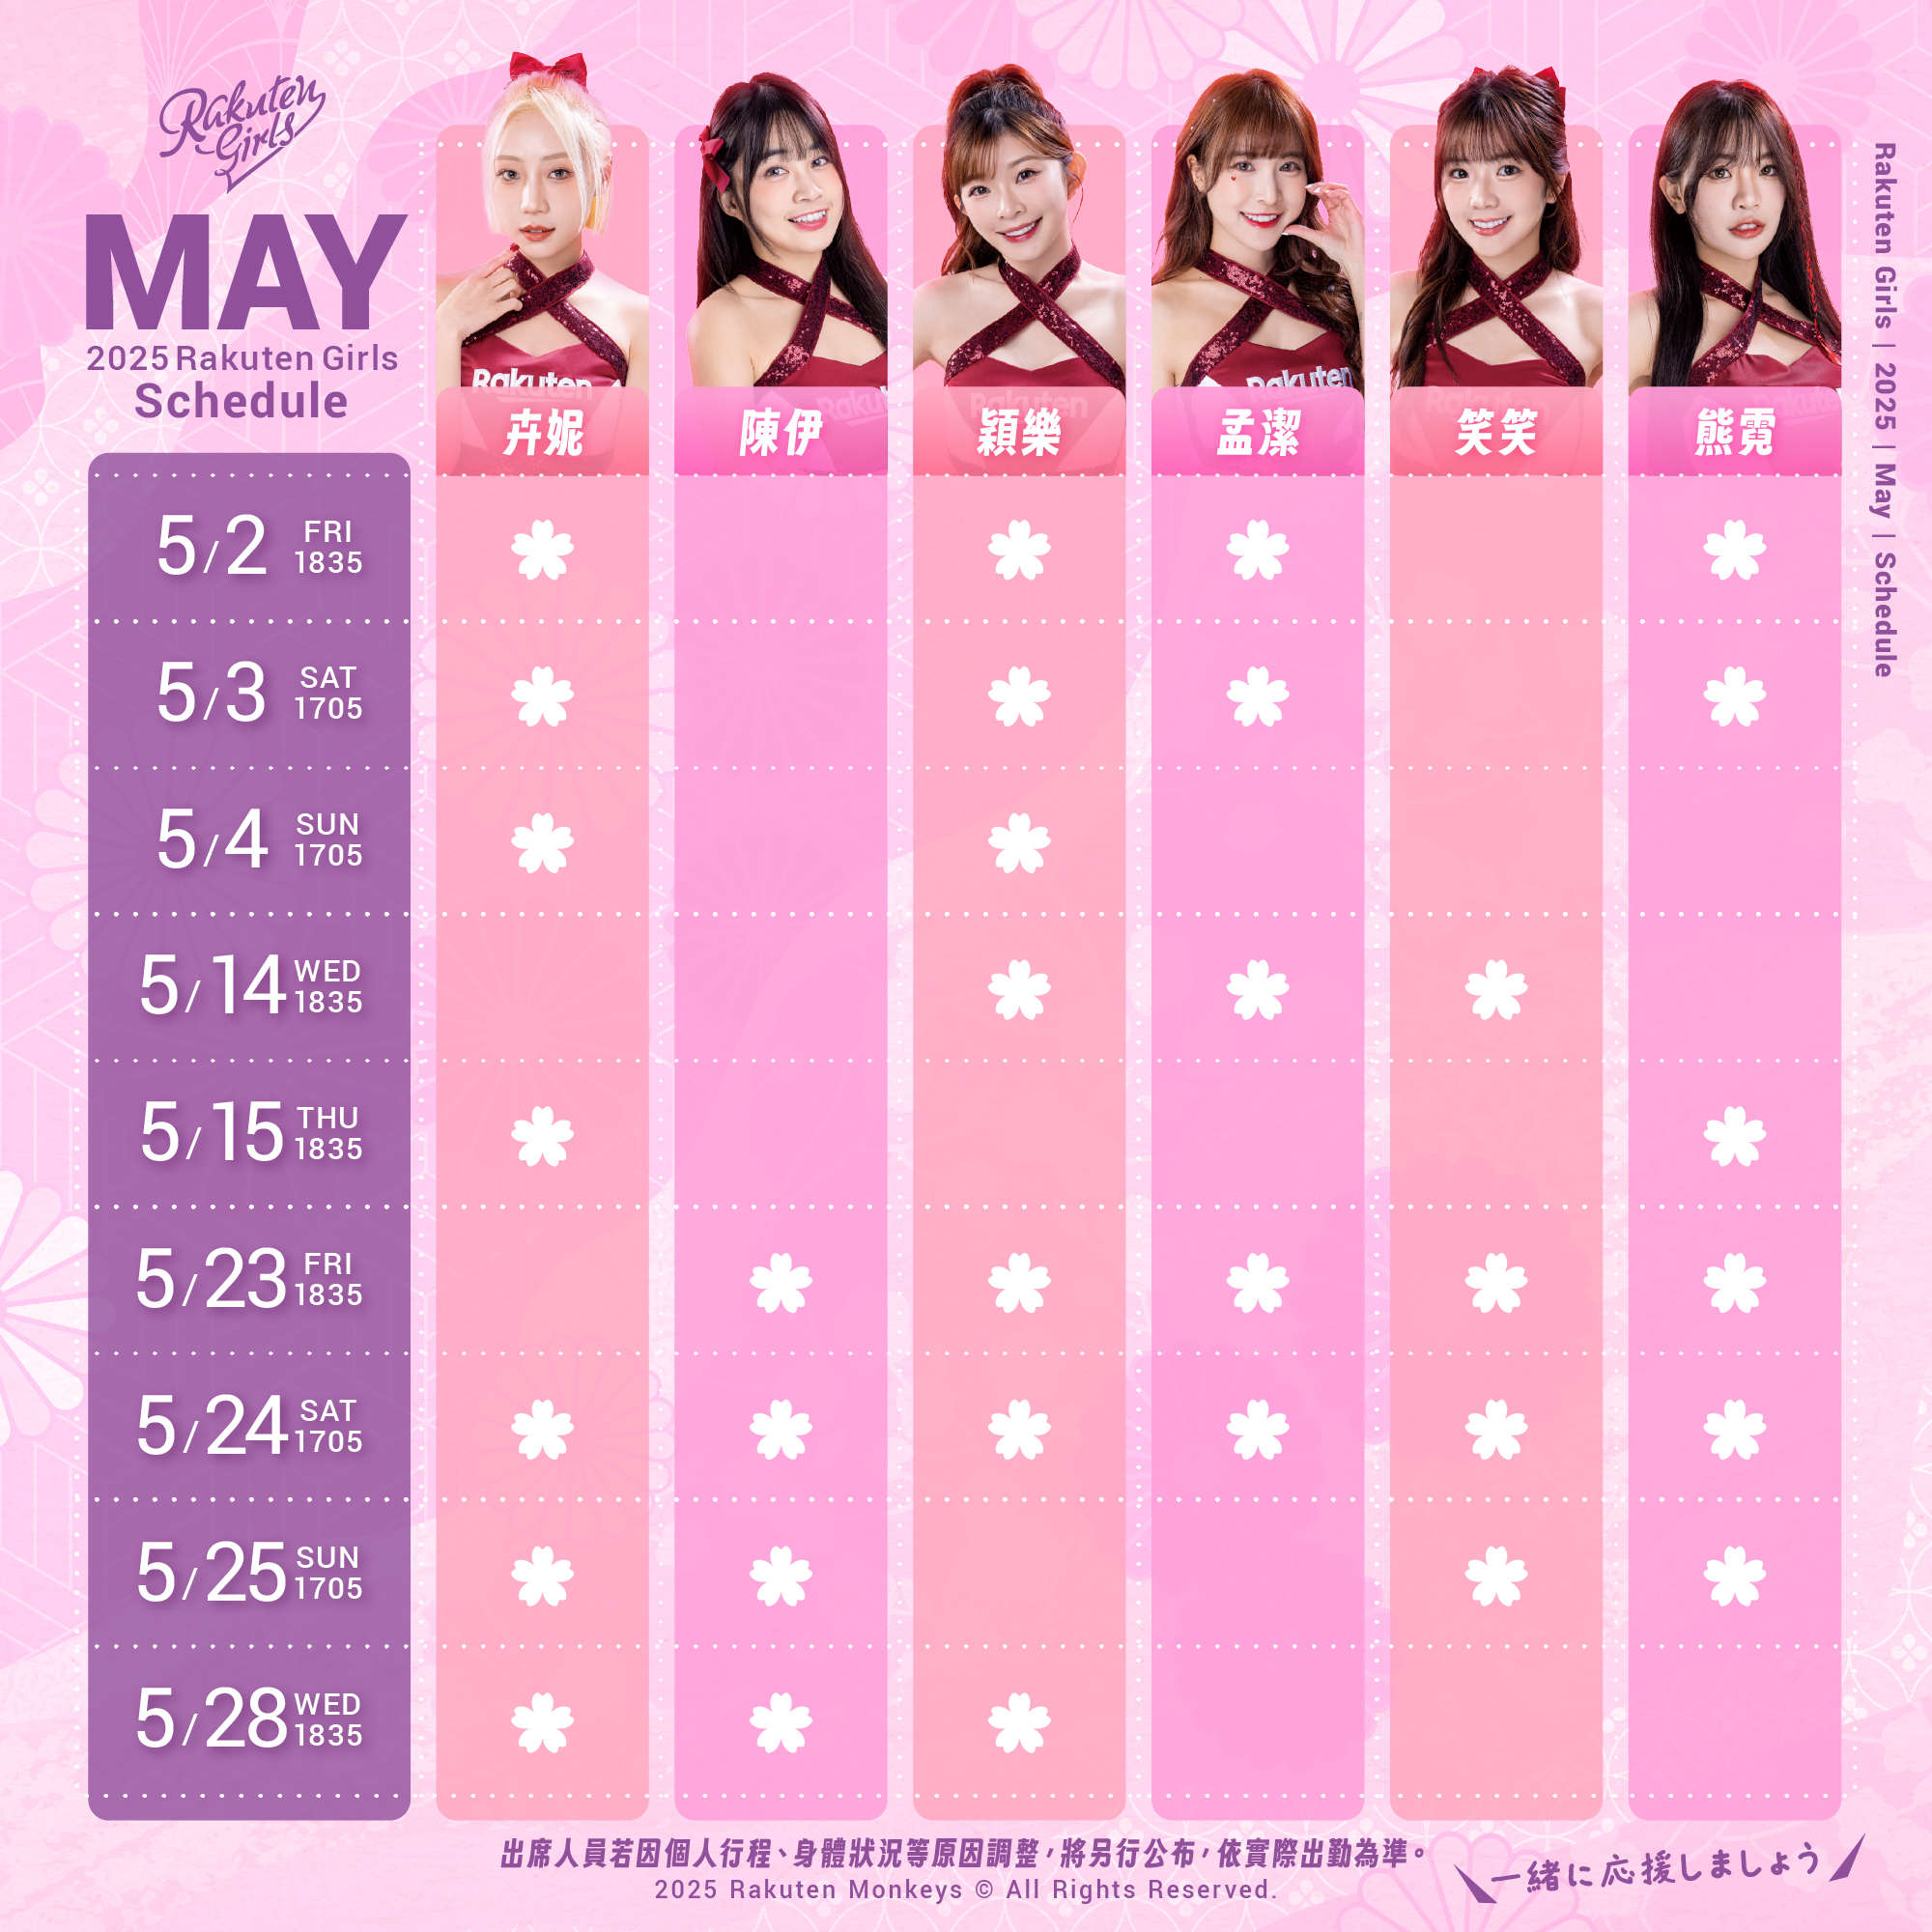 Rakuten
Girls
MAY
2025 Rakuten Girls
Schedule
Rakuten
Rakut
Rakuten
Rakuten
卉妮
陳伊
穎樂
孟潔
笑笑
熊霓
5/2 FRI 1835
5/3 SAT 1705
5/4 SUN 1705
5/14 WED 1835
5/15 THU 1835
5/23 FRI 1835
5/24 SAT 1705
5/25 SUN 1705
5/28 WED 1835
Rakuten Girls | 2025 | May | Schedule
出席人員若因個人行程、身體狀況等原因調整，將另行公布，依實際出勤為準。
2025 Rakuten Monkeys © All Rights Reserved.
一緒に応援しましょう